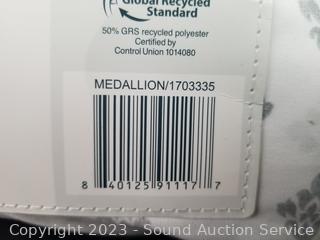 Global Recycled
Standard
50% GRS recycled polyester
Certified by
Control Union 1014080
MEDALLION/1703335
8 40125 91117 7
Copyright 2023 - Sound Auction Service